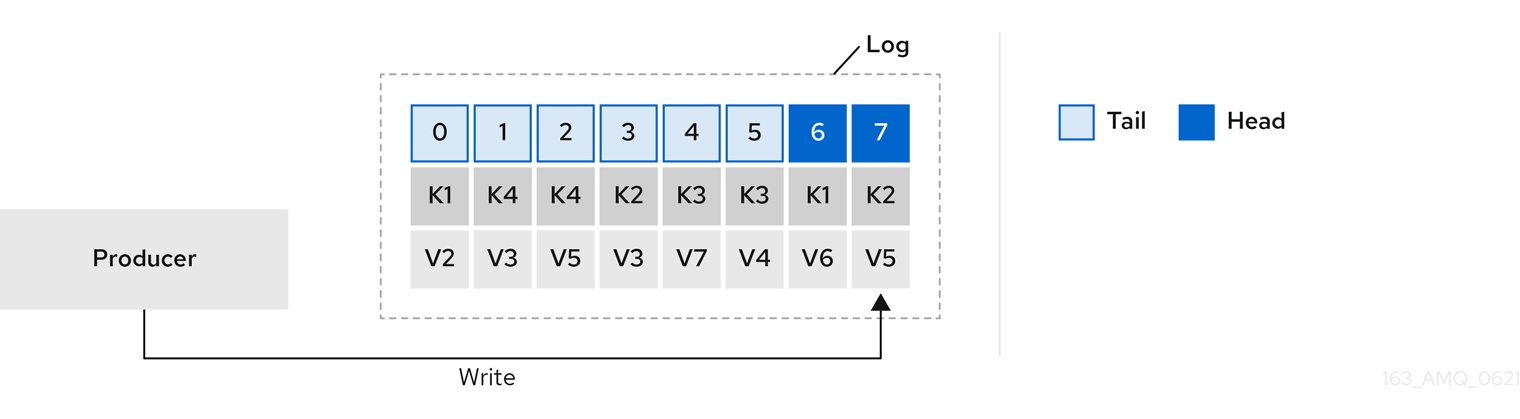 Log
0 1 2 3 4 5 6 7
Tail Head
K1 K4 K4 K2 K3 K3 K1 K2
Producer
V2 V3 V5 V3 V7 V4 V6 V5
Write
163_AMQ_0621